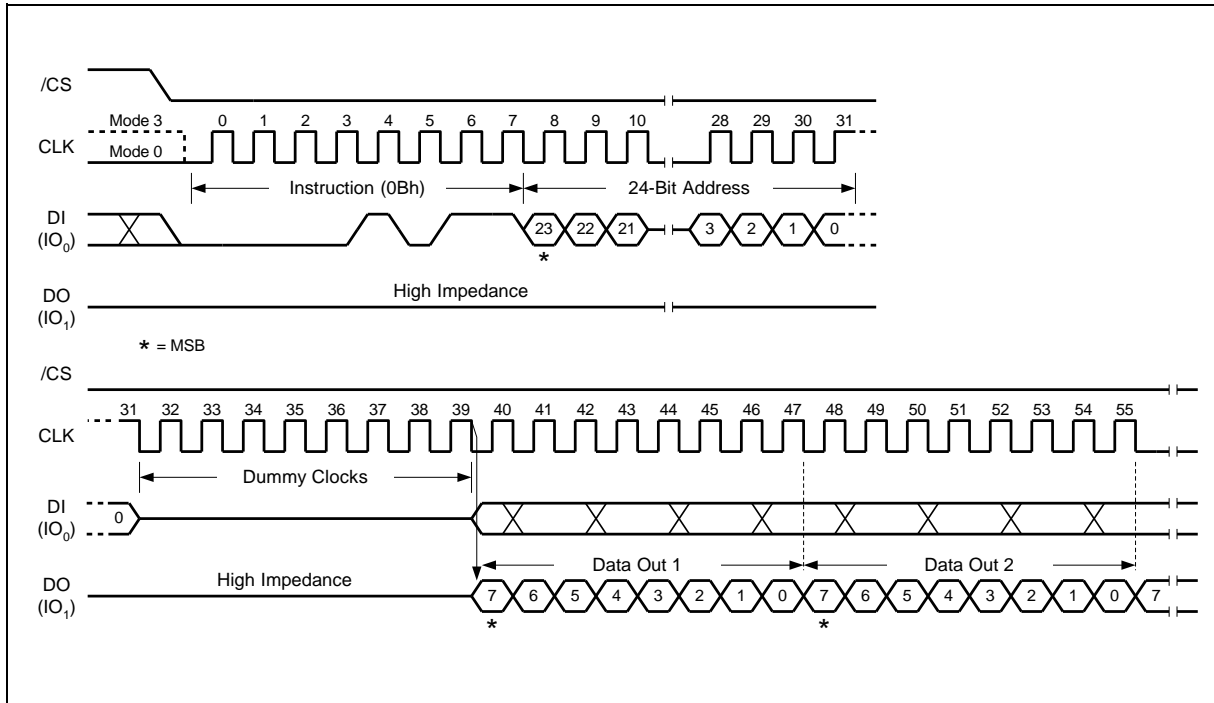 /CS
Mode 3 0 1 2 3 4 5 6 7 8 9 10 28 29 30 31
CLK Mode 0
Instruction (0Bh) 24-Bit Address
DI
(IO0) 23 22 21 3 2 1 0
*
High Impedance
DO
(IO1)
* = MSB
/CS
31 32 33 34 35 36 37 38 39 40 41 42 43 44 45 46 47 48 49 50 51 52 53 54 55
CLK
Dummy Clocks
DI
(IO0) 0
Data Out 1 Data Out 2
High Impedance
DO
(IO1) 7 6 5 4 3 2 1 0 7 6 5 4 3 2 1 0 7
* *